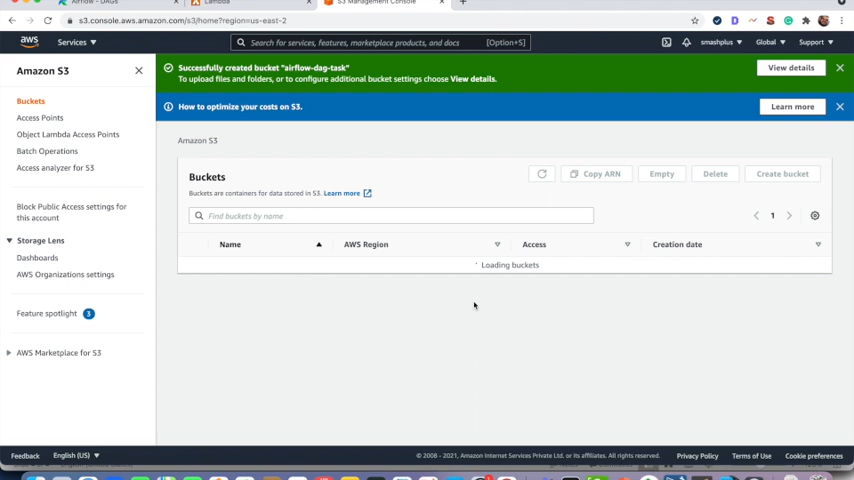 Airflow - DAGs
Lambda
S3 Management Console
s3.console.aws.amazon.com/s3/home?region=us-east-2
aws
Services
Search for services, features, marketplace products, and docs
[Option+S]
smashplus
Global
Support
Amazon S3
Buckets
Access Points
Object Lambda Access Points
Batch Operations
Access analyzer for S3
Block Public Access settings for
this account
Storage Lens
Dashboards
AWS Organizations settings
Feature spotlight
3
AWS Marketplace for S3
Successfully created bucket "airflow-dag-task"
To upload files and folders, or to configure additional bucket settings choose View details.
View details
How to optimize your costs on S3.
Learn more
Amazon S3
Buckets
Copy ARN
Empty
Delete
Create bucket
Buckets are containers for data stored in S3. Learn more
Find buckets by name
1
Name
AWS Region
Access
Creation date
Loading buckets
Feedback
English (US)
© 2008 - 2021, Amazon Internet Services Private Ltd. or its affiliates. All rights reserved.
Privacy Policy
Terms of Use
Cookie preferences